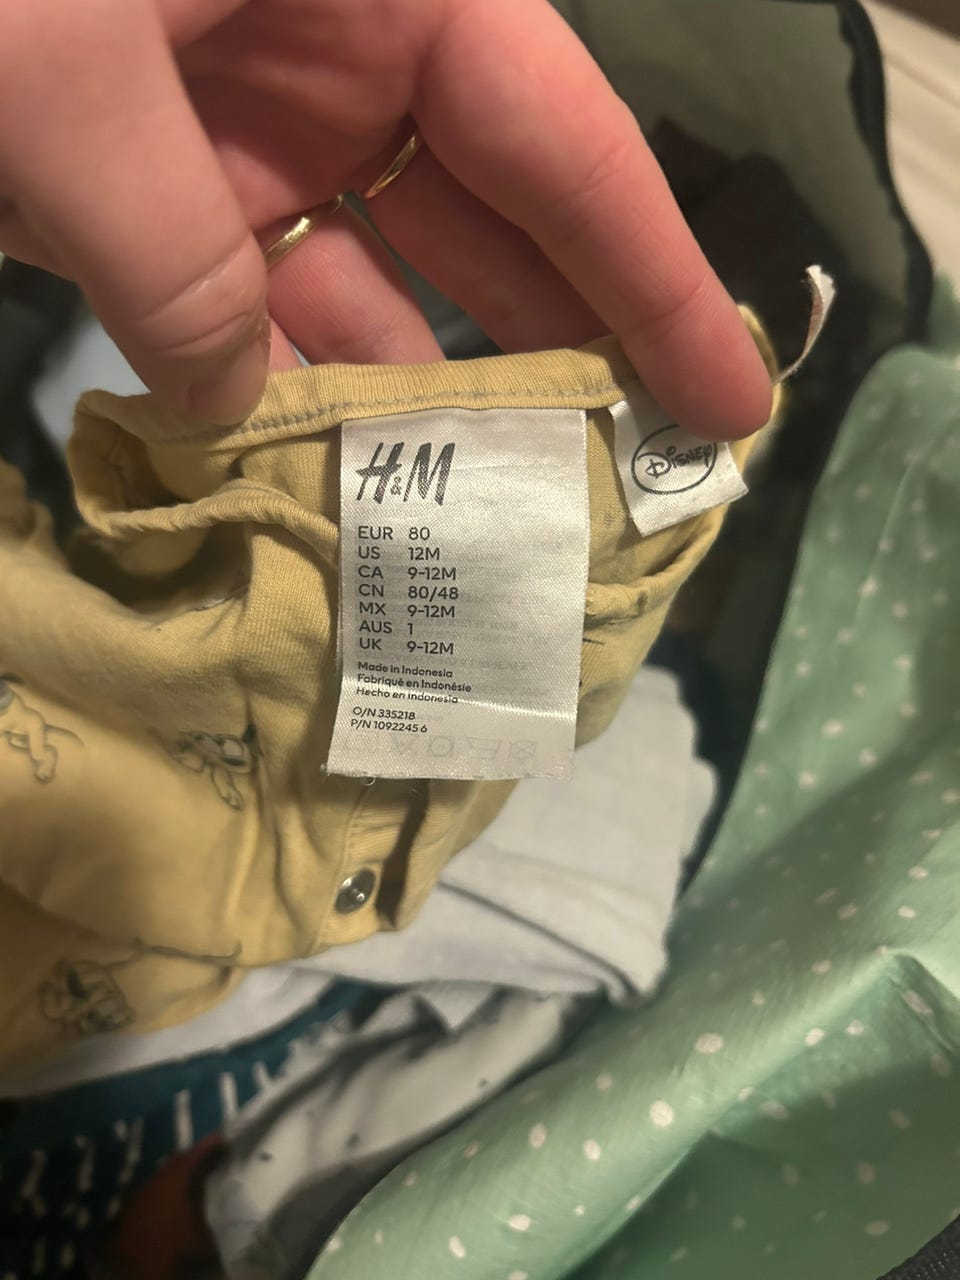 H&M
DISNEY
EUR 80
US 12M
CA 9-12M
CN 80/48
MX 9-12M
AUS 1
UK 9-12M
Made in Indonesia
Fabriqué en Indonésie
Hecho en Indonesia
O/N 335218
P/N 1092245 6